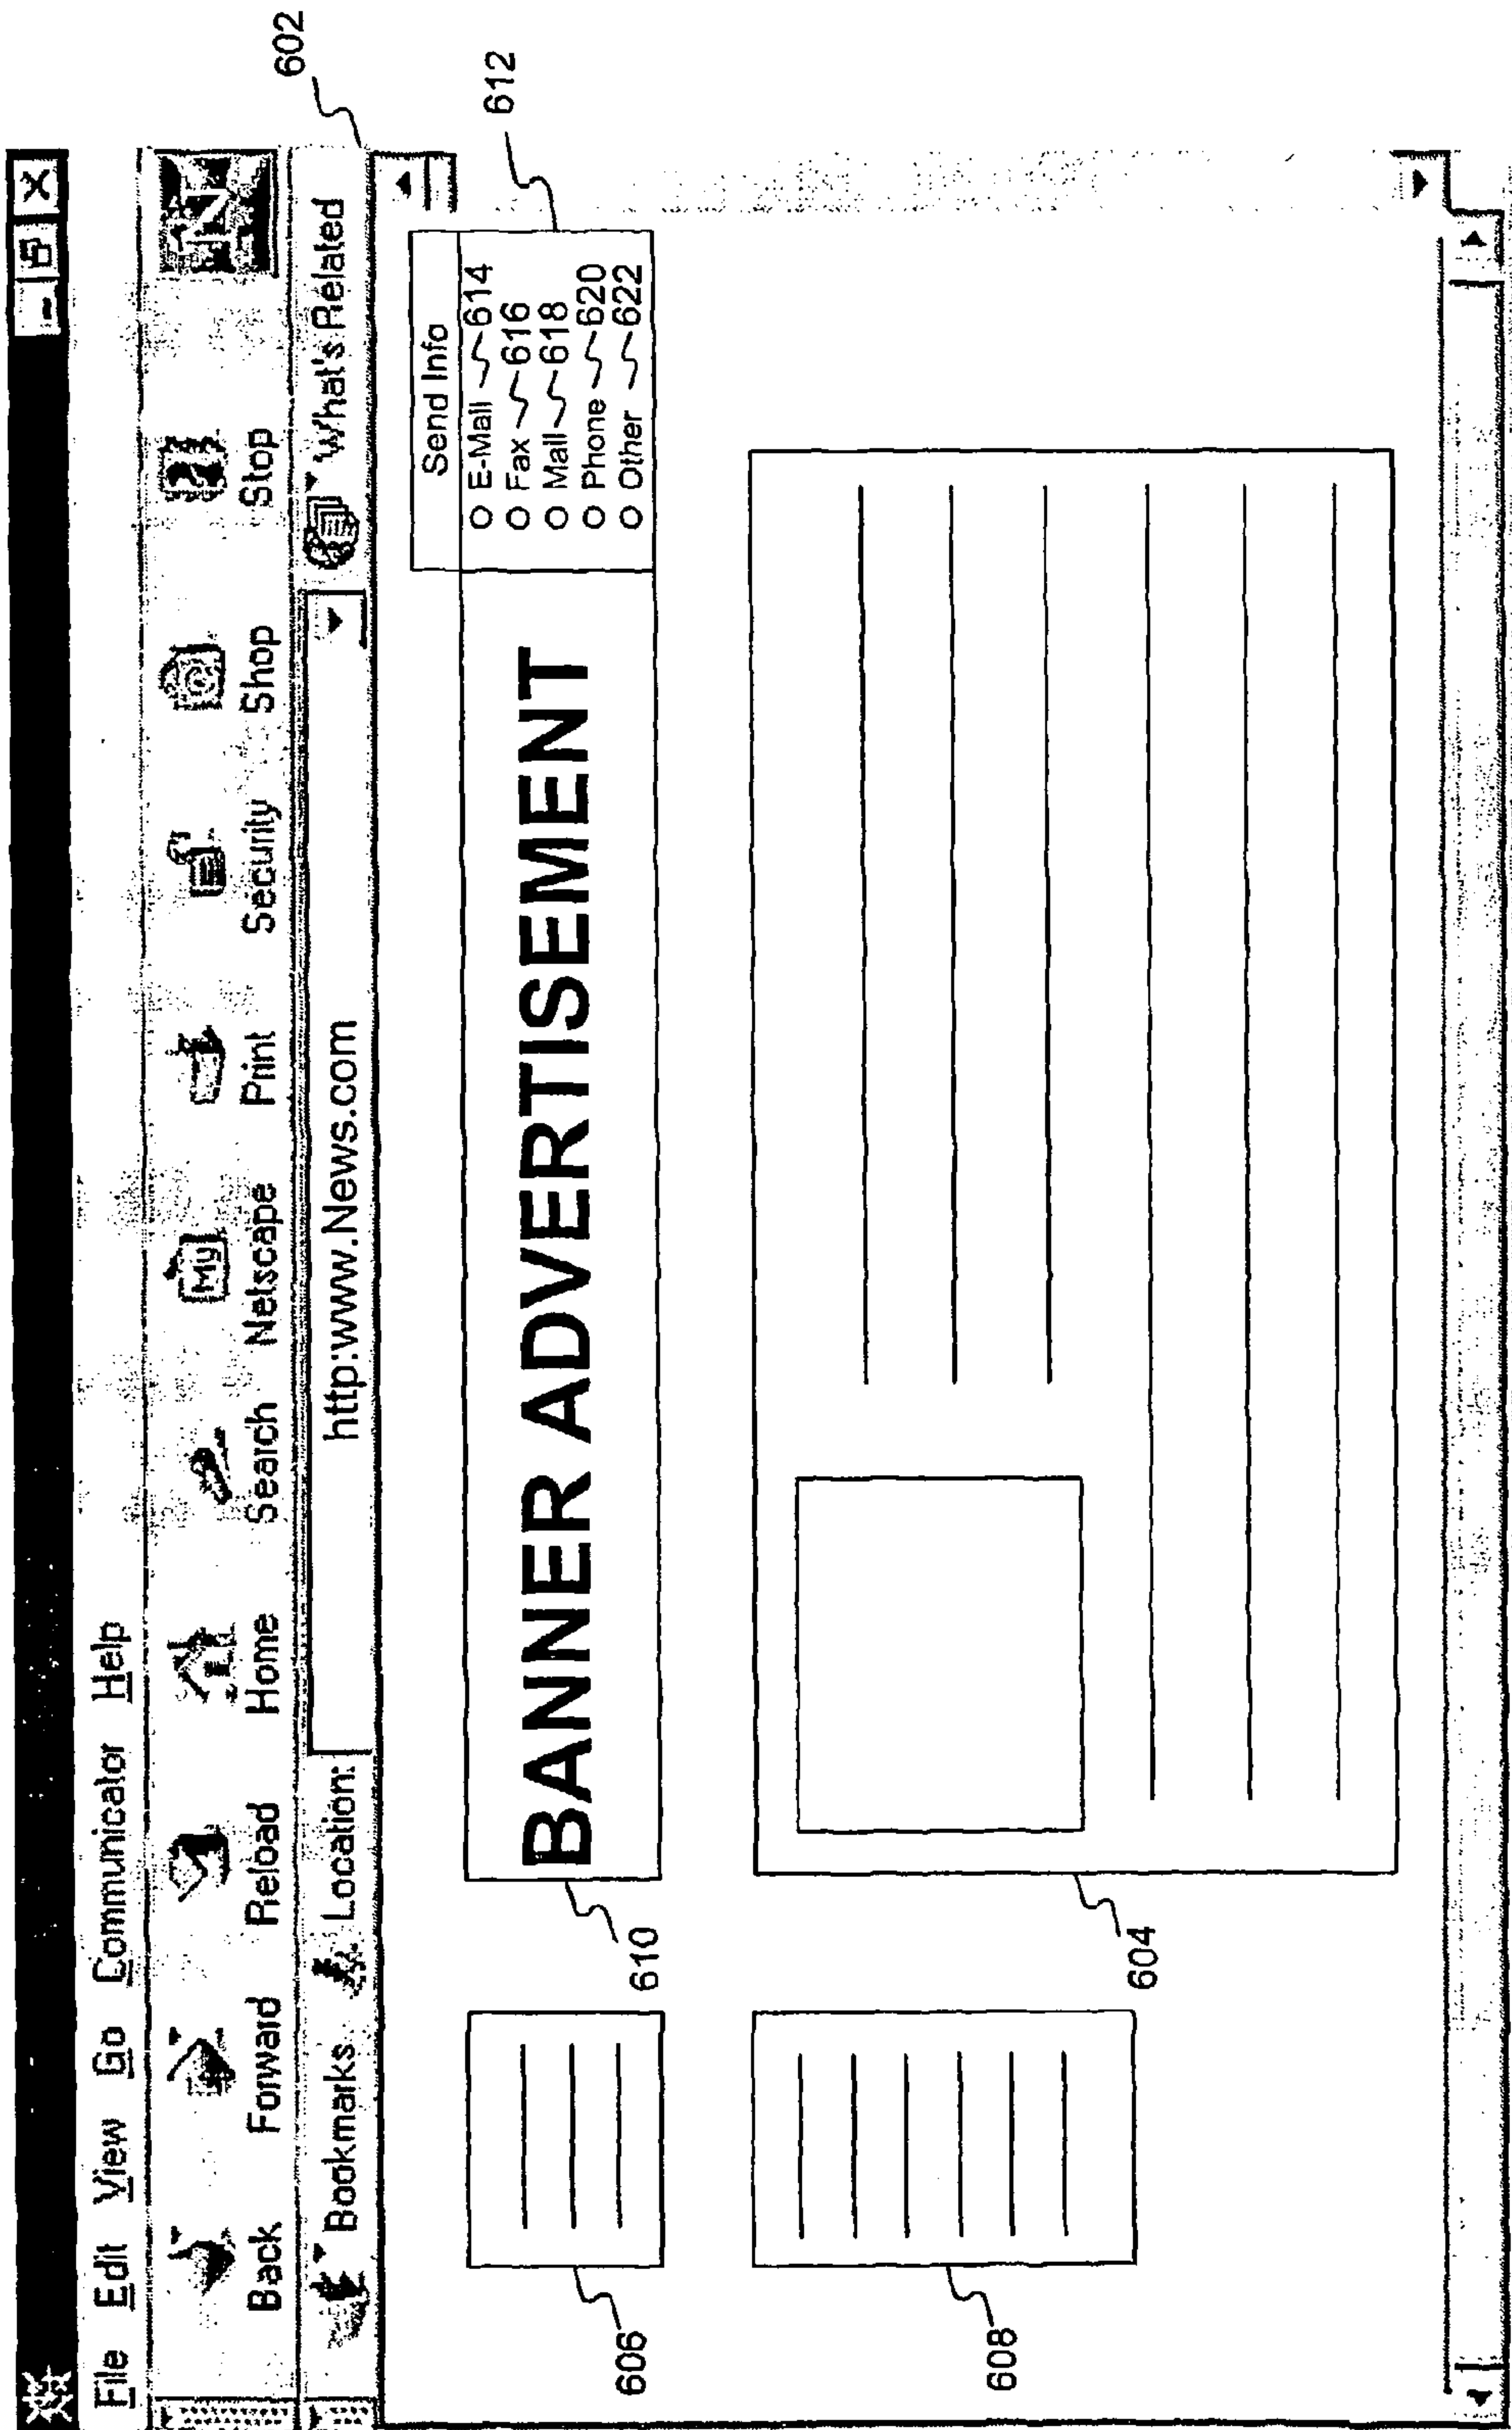 File Edit View Go Communicator Help
N
My
Back Forward Reload Home Search Netscape Print Security Shop Stop
Bookmarks Location: http:www.News.com What's Related
602
Send Info
612
BANNER ADVERTISEMENT
O E-Mail 614
O Fax 616
O Mail 618
O Phone 620
O Other 622
606
610
608
604